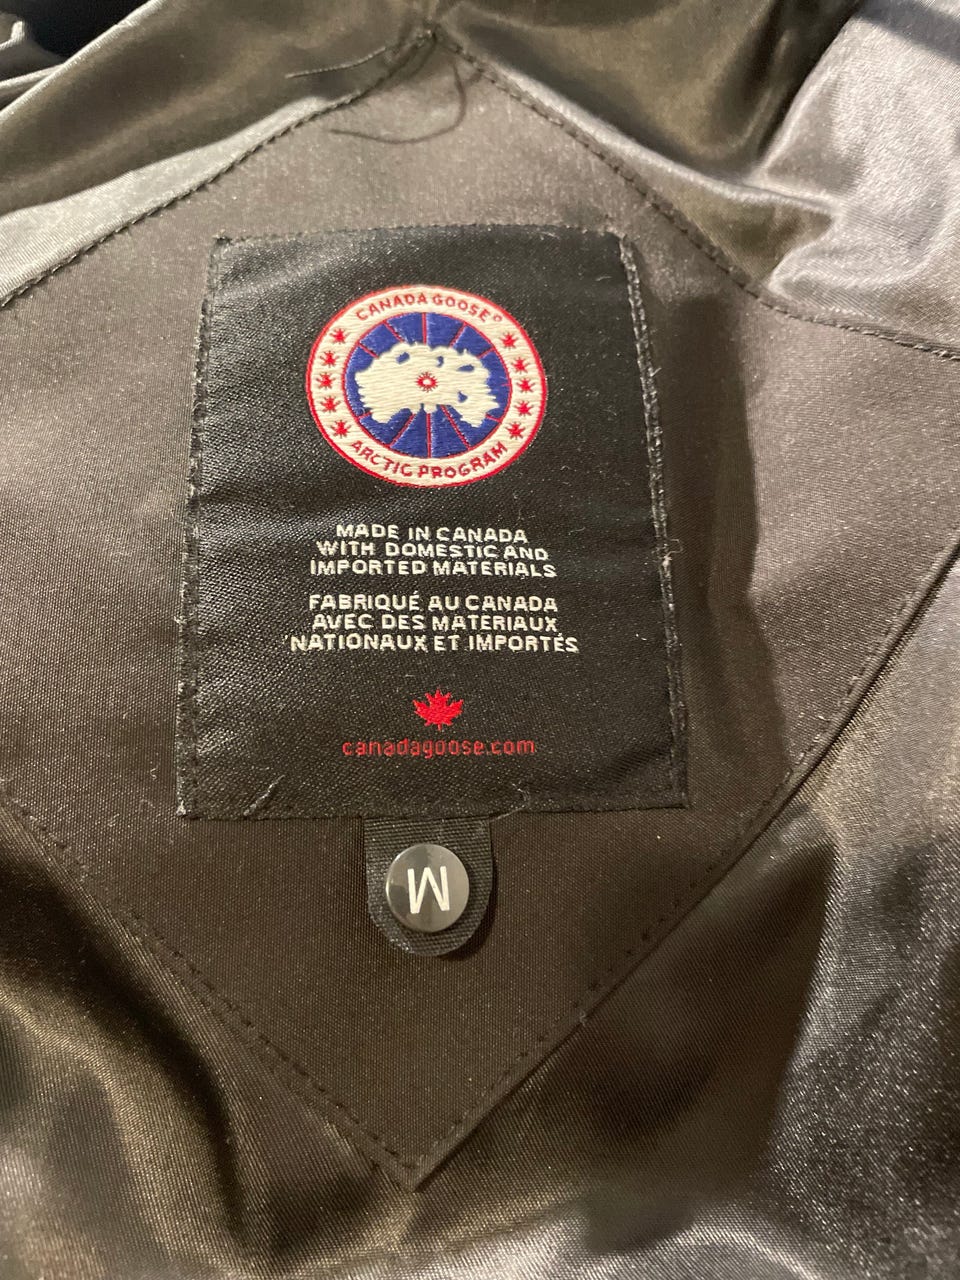 CANADA GOOSE®
ARCTIC PROGRAM
MADE IN CANADA
WITH DOMESTIC AND
IMPORTED MATERIALS
FABRIQUÉ AU CANADA
AVEC DES MATÉRIAUX
NATIONAUX ET IMPORTÉS
canadagoose.com
M